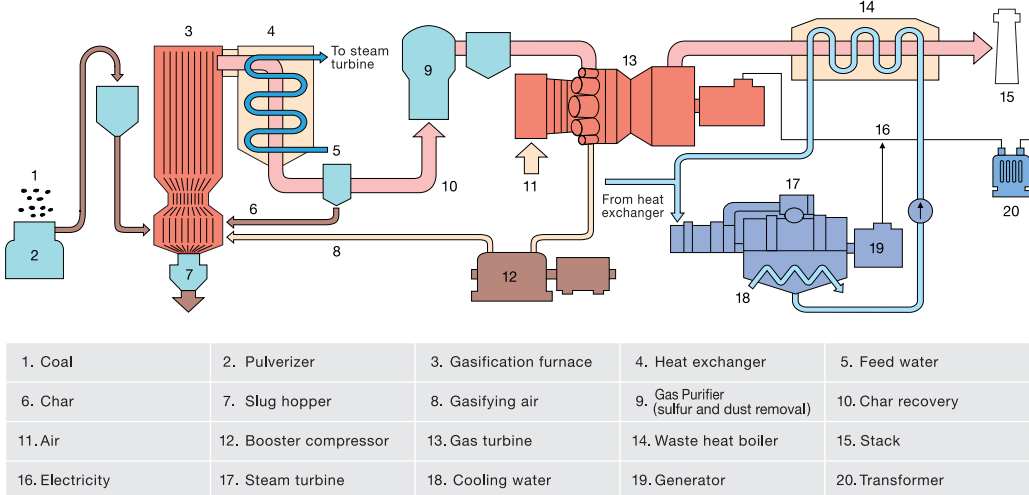 3
4
14
To steam
turbine
9
13
15
5
16
1
10
11
From heat
exchanger
17
20
6
2
8
12
19
7
18
1. Coal
2. Pulverizer
3. Gasification furnace
4. Heat exchanger
5. Feed water
6. Char
7. Slug hopper
8. Gasifying air
9. Gas Purifier
(sulfur and dust removal)
10. Char recovery
11. Air
12. Booster compressor
13. Gas turbine
14. Waste heat boiler
15. Stack
16. Electricity
17. Steam turbine
18. Cooling water
19. Generator
20. Transformer